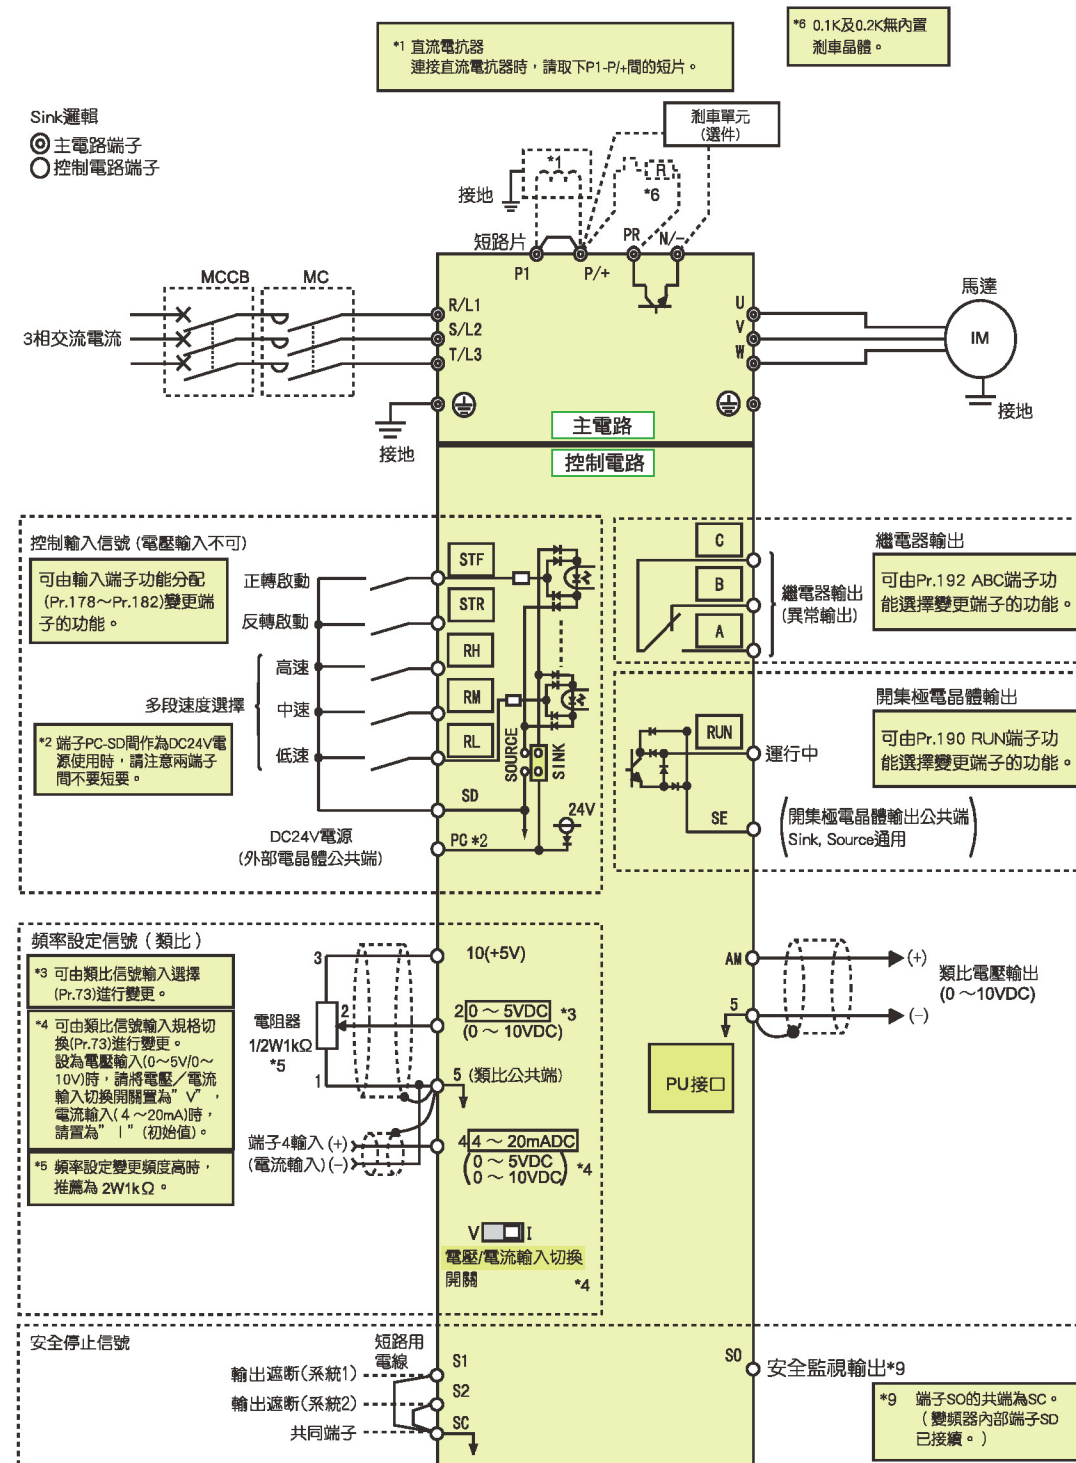 *1 直流電抗器
連接直流電抗器時，請取下P1-P/+間的短片。
*6 0.1K及0.2K無內置
剎車晶體。
Sink邏輯
主電路端子
控制電路端子
剎車單元
(選件)
*1
R
*6
接地
短路片
PR
N/-
P1
P/+
MCCB
MC
馬達
3相交流電流
R/L1
S/L2
T/L3
U
V
W
IM
接地
接地
主電路
控制電路
控制輸入信號 (電壓輸入不可)
可由輸入端子功能分配
(Pr.178～Pr.182)變更端
子的功能。
正轉啟動
反轉啟動
高速
多段速度選擇
中速
低速
*2 端子PC-SD間作為DC24V電
源使用時，請注意兩端子
間不要短要。
STF
STR
RH
RM
RL
SOURCE
SINK
SD
24V
PC *2
DC24V電源
(外部電晶體公共端)
C
B
A
繼電器輸出
繼電器輸出
(異常輸出)
可由Pr.192 ABC端子功
能選擇變更端子的功能。
開集極電晶體輸出
RUN
運行中
可由Pr.190 RUN端子功
能選擇變更端子的功能。
SE
開集極電晶體輸出公共端
Sink, Source通用
頻率設定信號 ( 類比 )
*3 可由類比信號輸入選擇
(Pr.73)進行變更。
*4 可由類比信號輸入規格切
換(Pr.73)進行變更。
設為電壓輸入(0～5V/0～
10V)時，請將電壓／電流
輸入切換開關置為” V” ，
電流輸入( 4 ～20mA)時，
請置為” I ” (初始值)。
*5 頻率設定變更頻度高時，
推薦為 2W1kΩ。
3
電阻器
1/2W1kΩ
*5
2
1
10(+5V)
2 0 ～ 5VDC *3
(0 ～ 10VDC)
5 (類比公共端)
端子4輸入 (+)
(電流輸入) (-)
4 4 ～ 20mADC
(0 ～ 5VDC
0 ～ 10VDC) *4
V I
電壓/電流輸入切換
開關 *4
AM
(+)
類比電壓輸出
(0 ～10VDC)
5
(-)
PU接口
安全停止信號
短路用
電線
S1
輸出遮断(系統1)
S2
輸出遮断(系統2)
SC
共同端子
SO
安全監視輸出*9
*9 端子SO的共端為SC。
( 變頻器內部端子SD
已接續。)